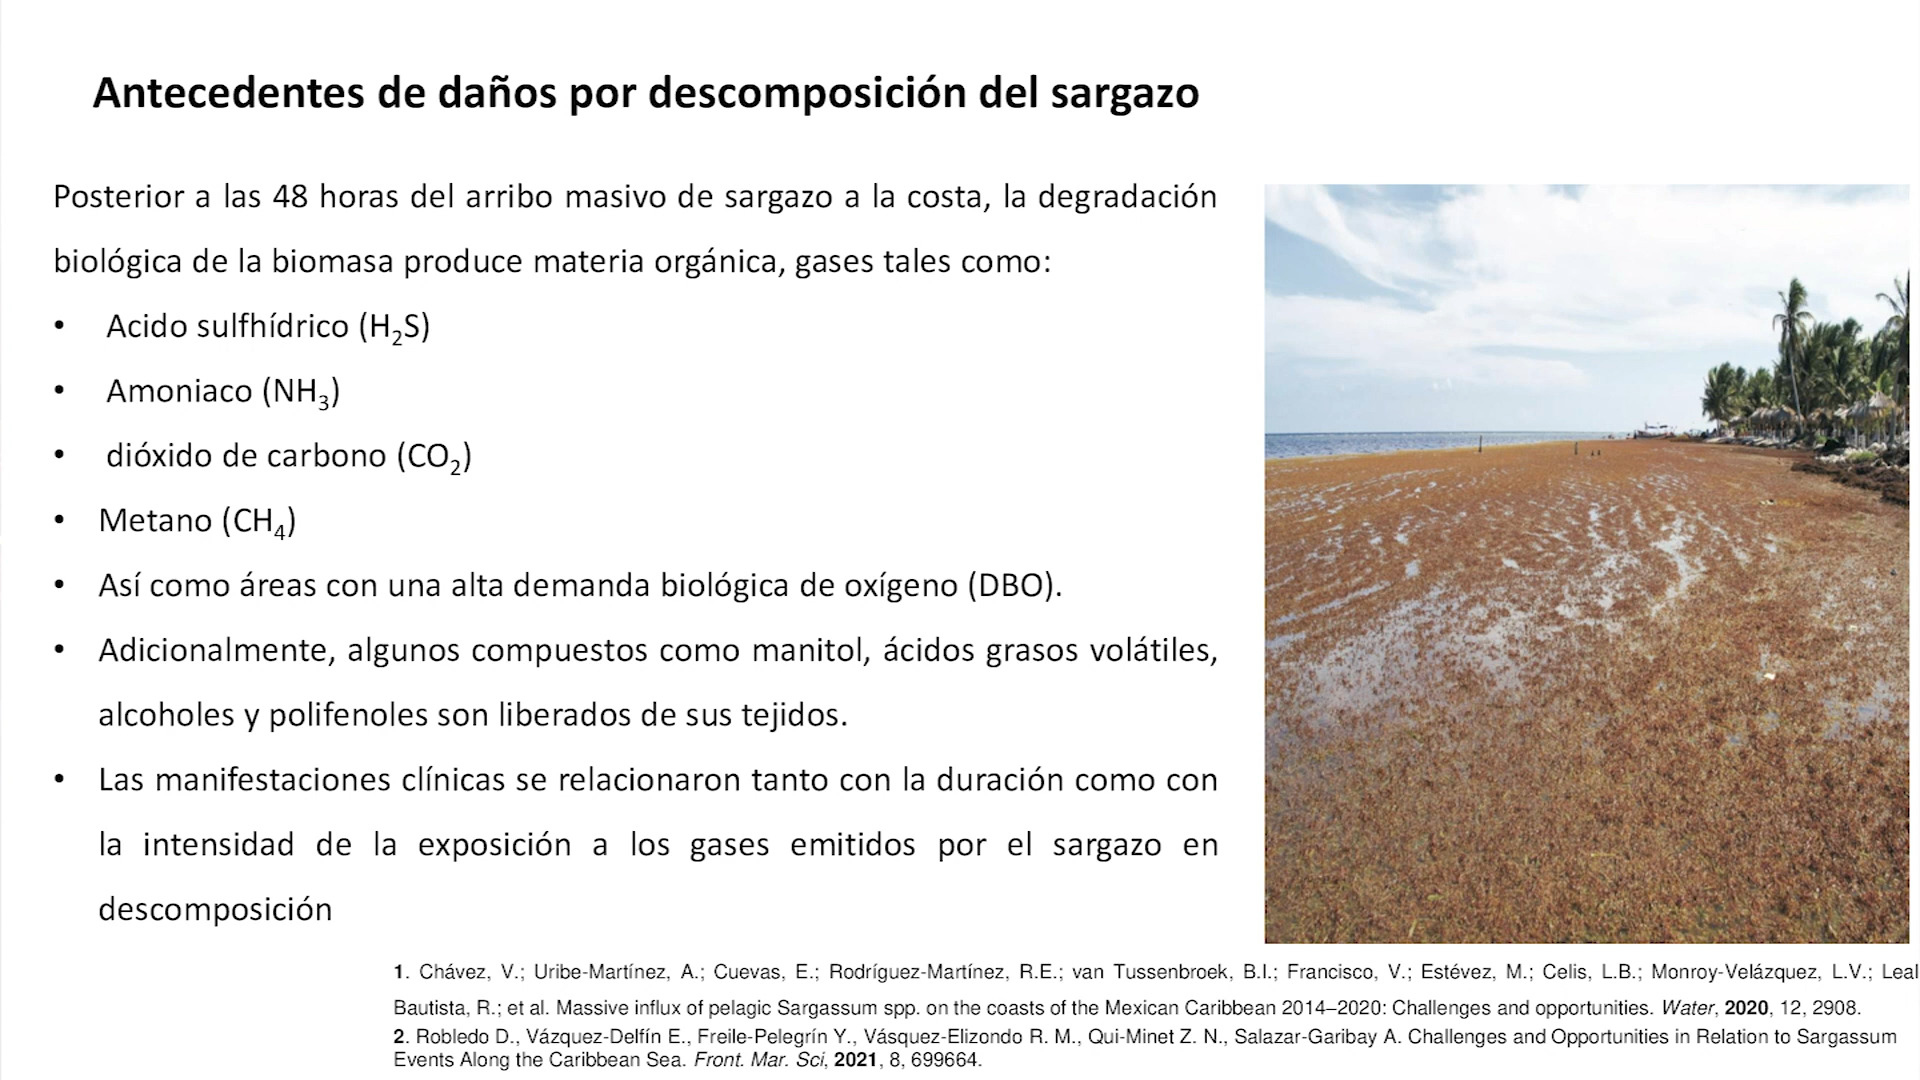 Antecedentes de daños por descomposición del sargazo
Posterior a las 48 horas del arribo masivo de sargazo a la costa, la degradación
biológica de la biomasa produce materia orgánica, gases tales como:
• Acido sulfhídrico (H₂S)
• Amoniaco (NH₃)
• dióxido de carbono (CO₂)
• Metano (CH₄)
• Así como áreas con una alta demanda biológica de oxígeno (DBO).
• Adicionalmente, algunos compuestos como manitol, ácidos grasos volátiles,
alcoholes y polifenoles son liberados de sus tejidos.
• Las manifestaciones clínicas se relacionaron tanto con la duración como con
la intensidad de la exposición a los gases emitidos por el sargazo en
descomposición
1. Chávez, V.; Uribe-Martínez, A.; Cuevas, E.; Rodríguez-Martínez, R.E.; van Tussenbroek, B.I.; Francisco, V.; Estévez, M.; Celis, L.B.; Monroy-Velázquez, L.V.; Leal
Bautista, R.; et al. Massive influx of pelagic Sargassum spp. on the coasts of the Mexican Caribbean 2014–2020: Challenges and opportunities. Water, 2020, 12, 2908.
2. Robledo D., Vázquez-Delfín E., Freile-Pelegrín Y., Vásquez-Elizondo R. M., Qui-Minet Z. N., Salazar-Garibay A. Challenges and Opportunities in Relation to Sargassum
Events Along the Caribbean Sea. Front. Mar. Sci, 2021, 8, 699664.